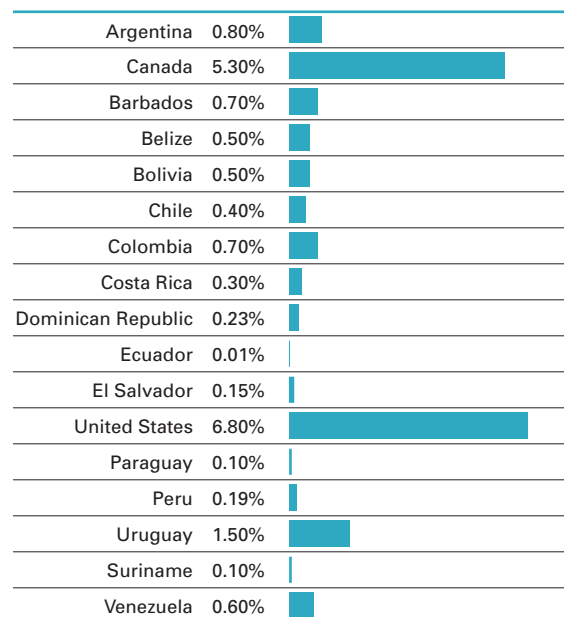 Argentina 0.80%
Canada 5.30%
Barbados 0.70%
Belize 0.50%
Bolivia 0.50%
Chile 0.40%
Colombia 0.70%
Costa Rica 0.30%
Dominican Republic 0.23%
Ecuador 0.01%
El Salvador 0.15%
United States 6.80%
Paraguay 0.10%
Peru 0.19%
Uruguay 1.50%
Suriname 0.10%
Venezuela 0.60%